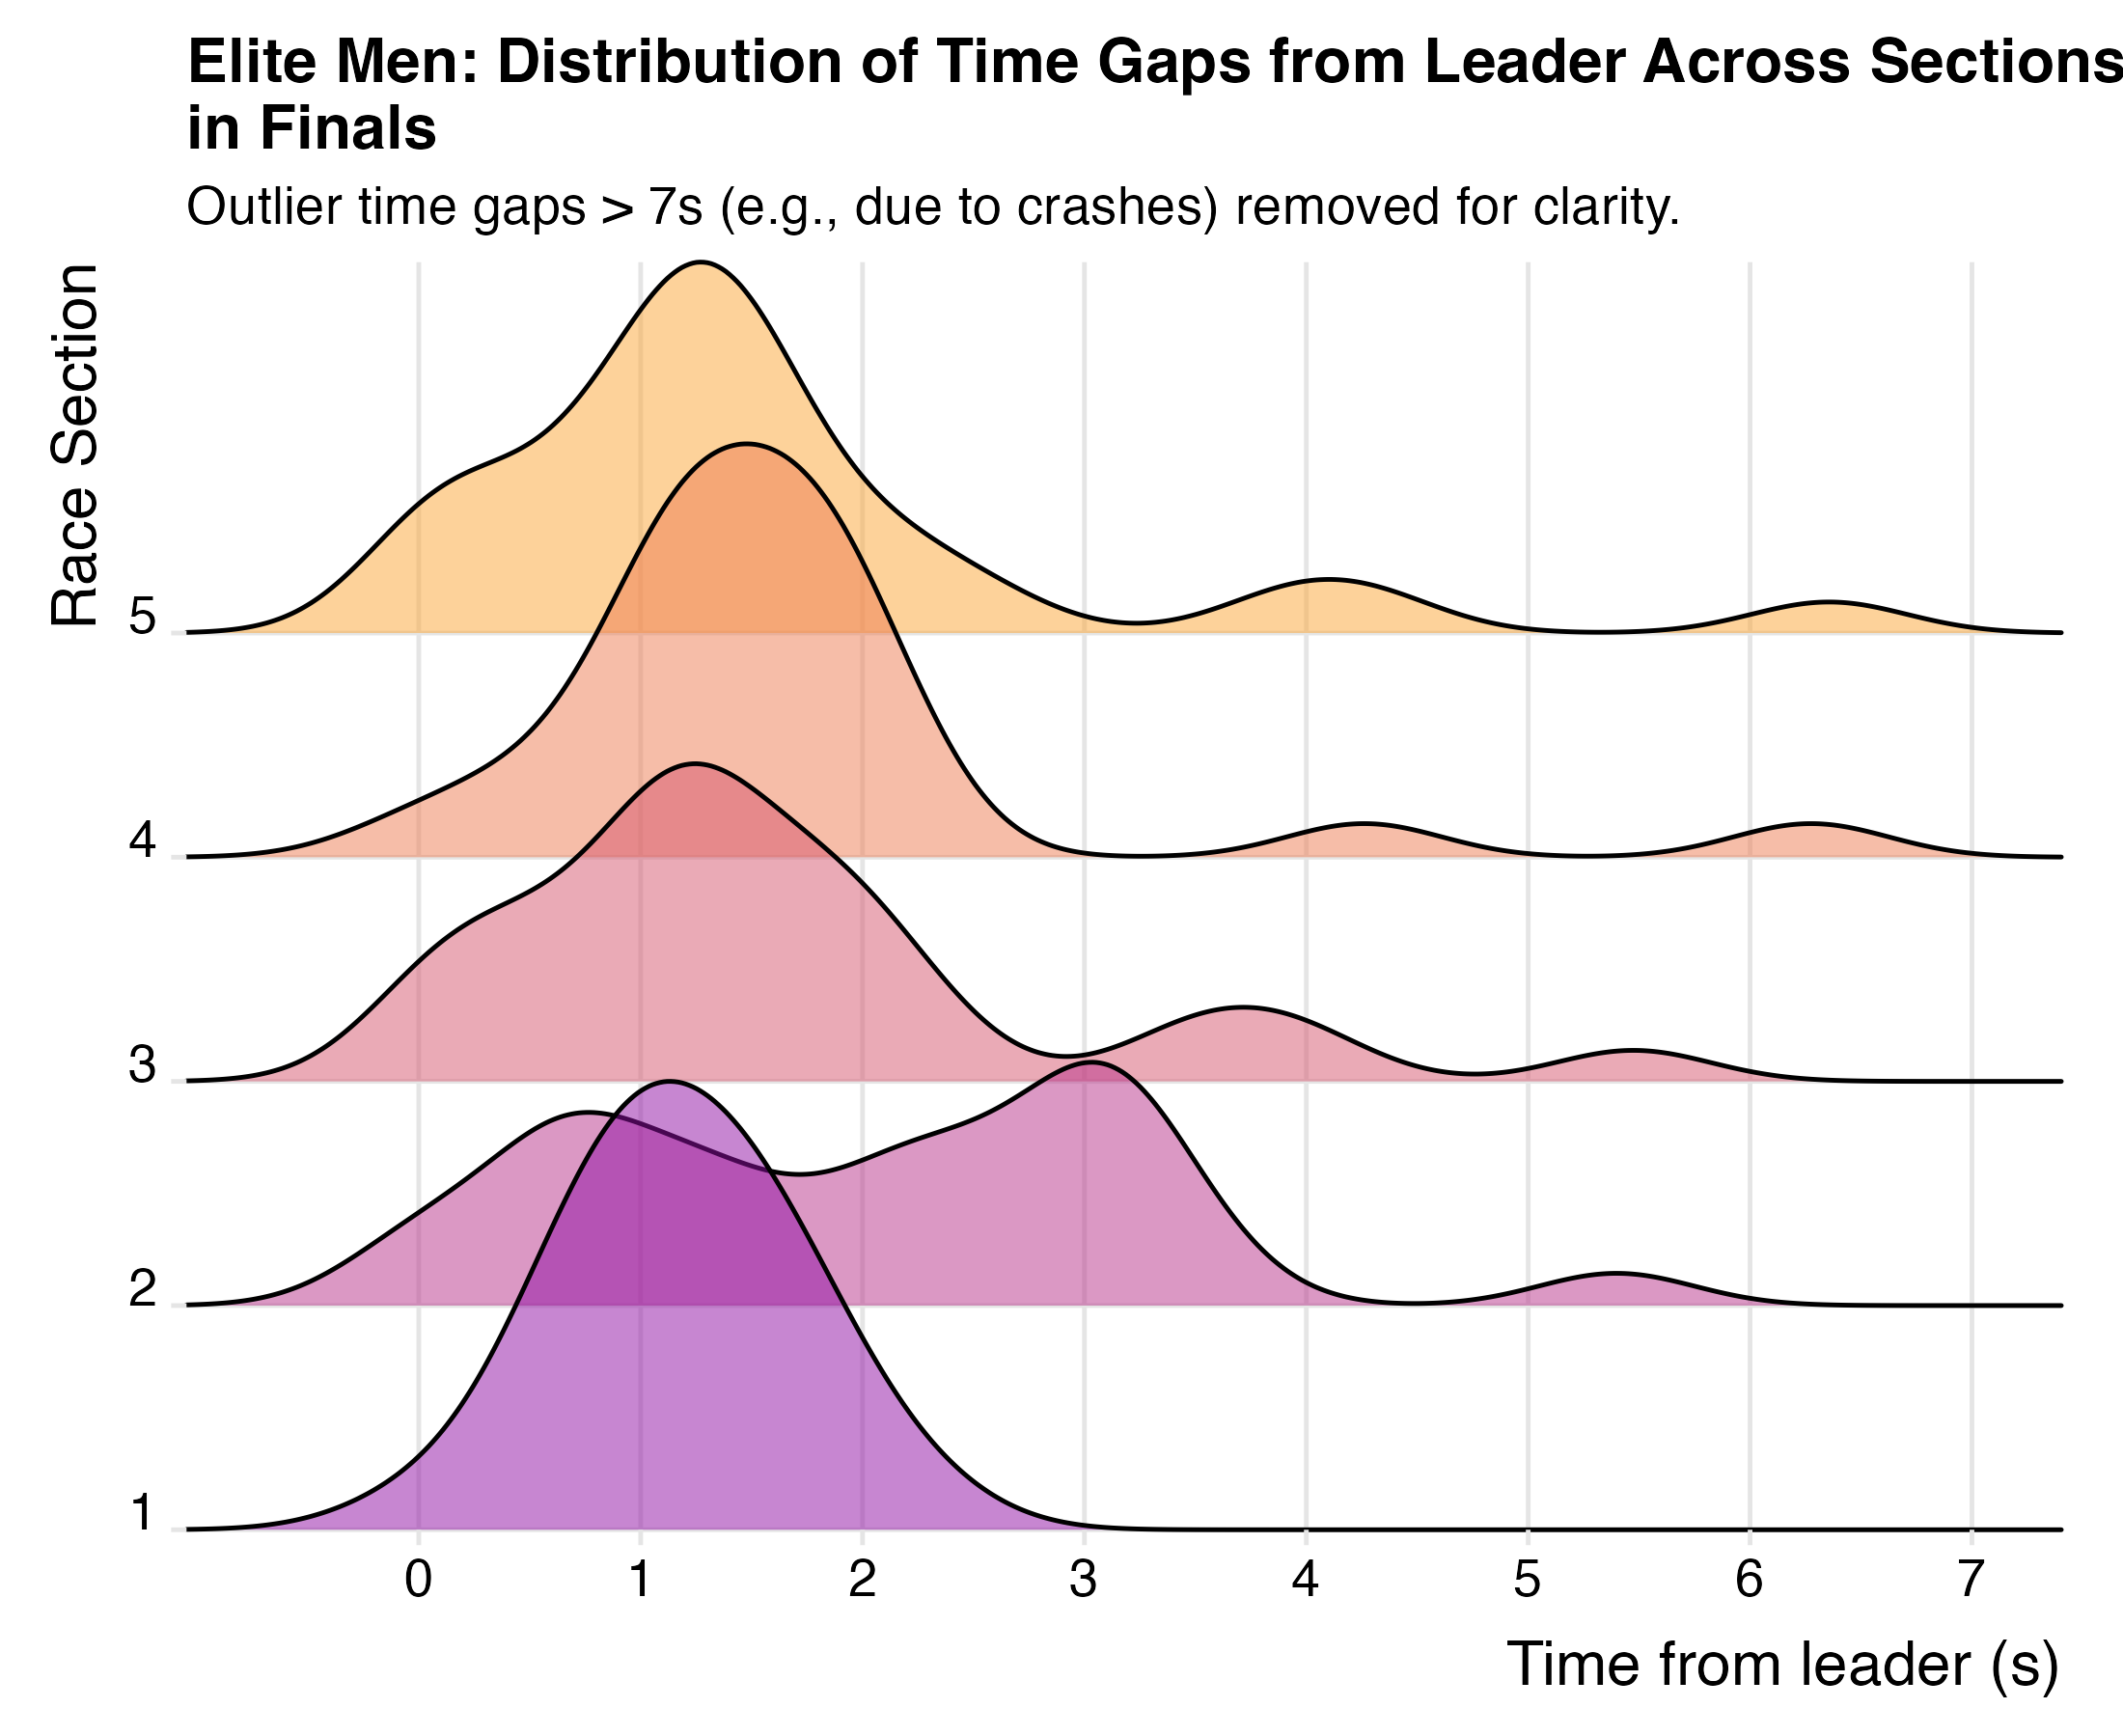 Elite Men: Distribution of Time Gaps from Leader Across Sections
in Finals
Outlier time gaps > 7s (e.g., due to crashes) removed for clarity.
Race Section
5
4
3
2
1
0 1 2 3 4 5 6 7
Time from leader (s)